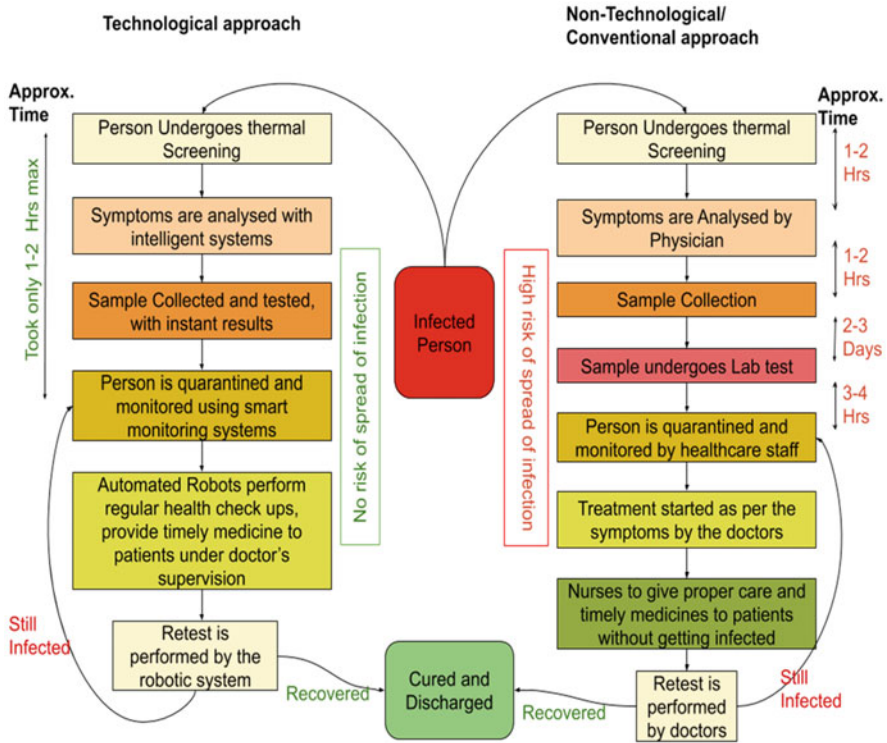 Technological approach
Approx.
Time
Person Undergoes thermal
Screening
Symptoms are analysed with
intelligent systems
Sample Collected and tested,
with instant results
Person is quarantined and
monitored using smart
monitoring systems
Automated Robots perform
regular health check ups,
provide timely medicine to
patients under doctor's
supervision
Retest is
performed by the
robotic system
Took only 1-2 Hrs max
No risk of spread of infection
Still
Infected
Recovered
Infected
Person
Cured and
Discharged
Non-Technological/
Conventional approach
Approx.
Time
Person Undergoes thermal
Screening
Symptoms are Analysed by
Physician
Sample Collection
Sample undergoes Lab test
Person is quarantined and
monitored by healthcare staff
Treatment started as per the
symptoms by the doctors
Nurses to give proper care and
timely medicines to patients
without getting infected
Retest is
performed
by doctors
High risk of spread of infection
1-2
Hrs
1-2
Hrs
2-3
Days
3-4
Hrs
Still
Infected
Recovered